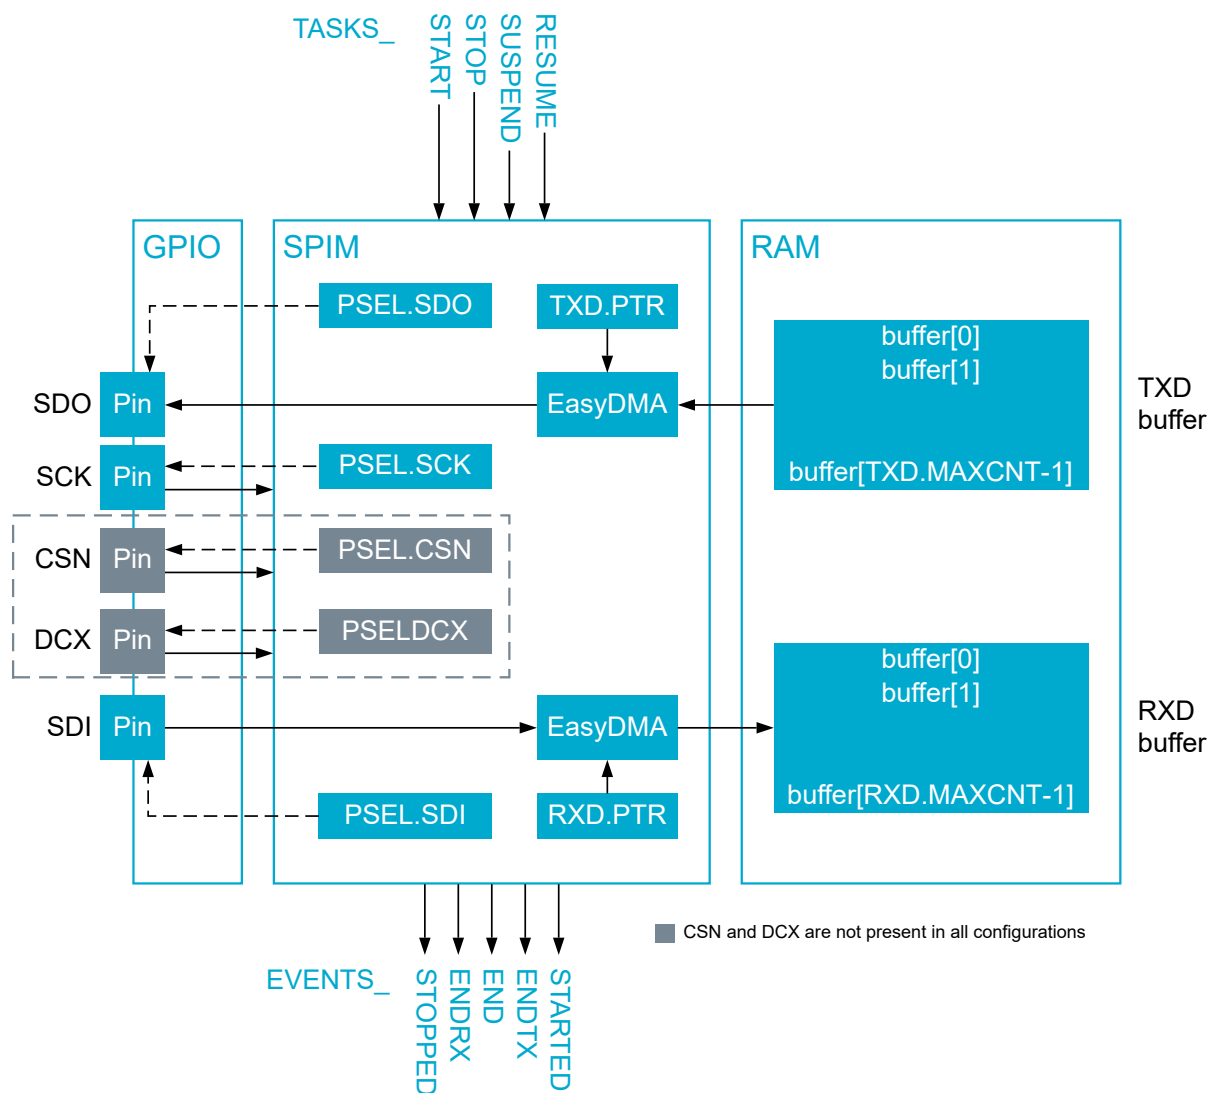 TASKS_
START
STOP
SUSPEND
RESUME
GPIO
SPIM
RAM
PSEL.SDO
TXD.PTR
buffer[0]
buffer[1]
buffer[TXD.MAXCNT-1]
TXD
buffer
SDO
Pin
EasyDMA
SCK
Pin
PSEL.SCK
CSN
Pin
PSEL.CSN
DCX
Pin
PSELDCX
SDI
Pin
EasyDMA
buffer[0]
buffer[1]
buffer[RXD.MAXCNT-1]
RXD
buffer
PSEL.SDI
RXD.PTR
CSN and DCX are not present in all configurations
EVENTS_
STOPPED
ENDRX
END
ENDTX
STARTED